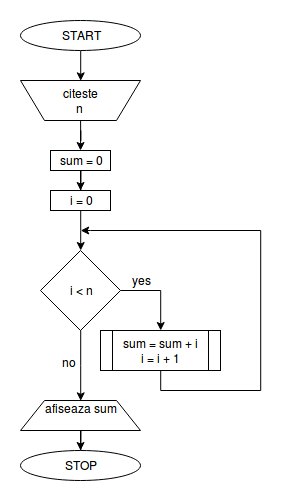 START
citeste
n
sum = 0
i = 0
i < n
yes
sum = sum + i
i = i + 1
no
afiseaza sum
STOP